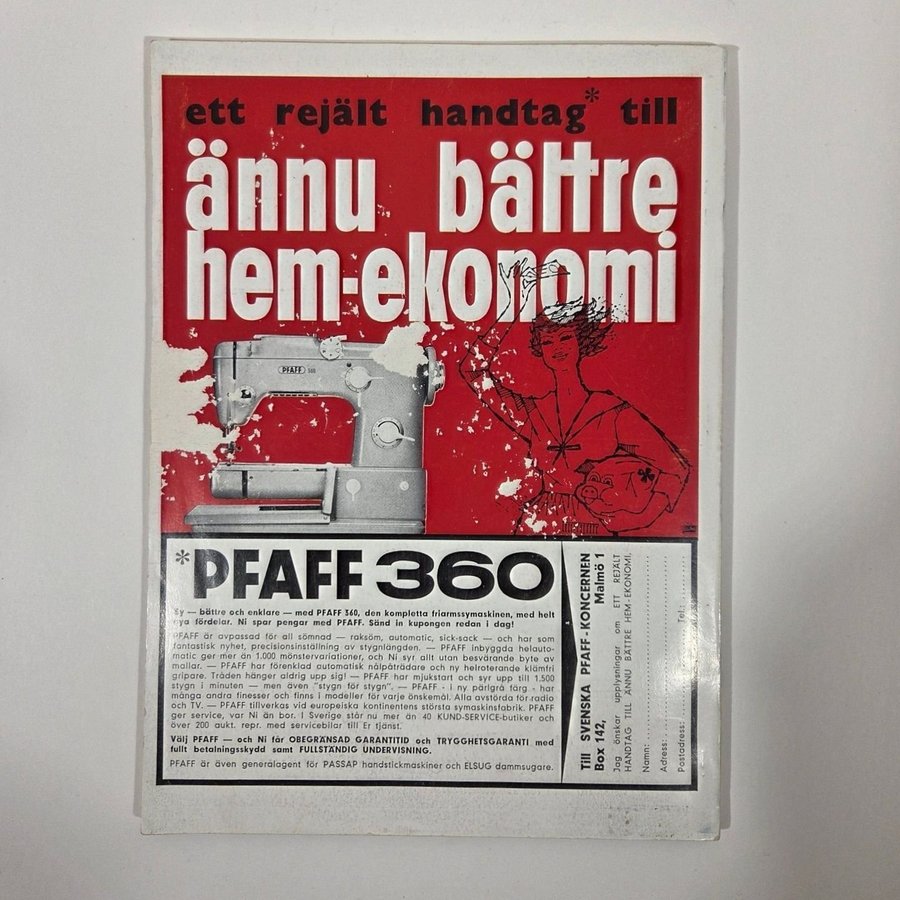 ett rejält handtag* till
ännu bättre
hem-ekonomi
PFAFF 360
*PFAFF 360
Sy — bättre och enklare — med PFAFF 360, den kompletta friarmssymaskinen, med helt
nya fördelar. Ni spar pengar med PFAFF. Sänd in kupongen redan i dag!
PFAFF är avpassad för all sömnad — raksöm, automatic, sick-sack — och har som
fantastisk nyhet, precisionsinställning av stygnlängden. — PFAFF inbyggda helauto-
matic ger mer än 1.000 mönstervariationer, och Ni syr allt utan besvärande byte av
mallar. — PFAFF har förenklad automatisk nålpåträdare och ny helroterande klämfri
gripare. Tråden hänger aldrig upp sig! — PFAFF har mjukstart och syr upp till 1.500
stygn i minuten — men även "stygn för stygn". — PFAFF - i ny pärlgrå färg - har
många andra finesser och finns i modeller för varje önskemål. Alla avstörda för radio
och TV. — PFAFF tillverkas vid europeiska kontinentens största symaskinsfabrik. PFAFF
ger service, var Ni än bor. I Sverige står nu mer än 40 KUND-SERVICE-butiker och
över 200 aukt. repr. med servicebilar till Er tjänst.
Välj PFAFF — och Ni får OBEGRÄNSAD GARANTITID och TRYGGHETSGARANTI med
fullt betalningsskydd samt FULLSTÄNDIG UNDERVISNING.
PFAFF är även generalagent för PASSAP handstickmaskiner och ELSUG dammsugare.
Till SVENSKA PFAFF-KONCERNEN
Box 142, Malmö 1
Jag önskar upplysningar om ETT REJÄLT
HANDTAG TILL ÄNNU BÄTTRE HEM-EKONOMI.
Namn:
Adress:
Postadress: Tel.: